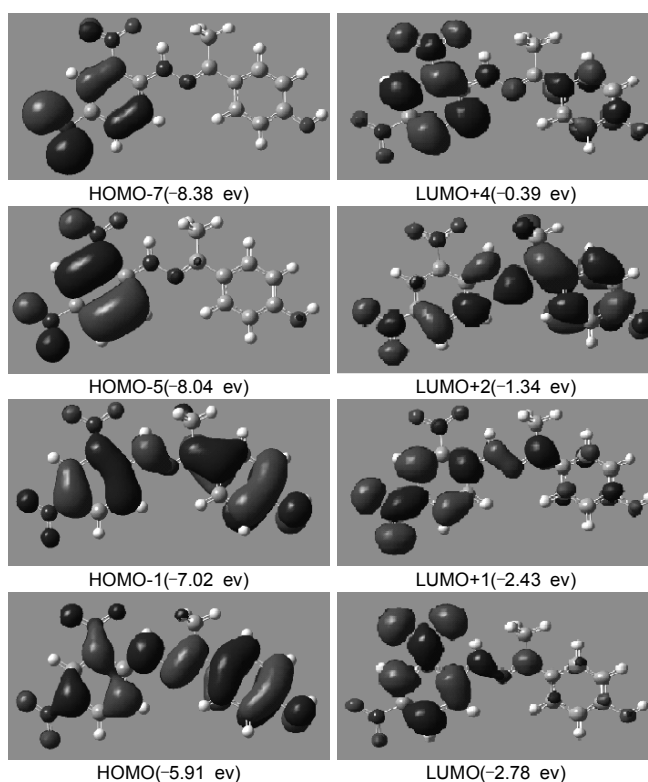 HOMO-7(−8.38 ev) LUMO+4(−0.39 ev)
HOMO-5(−8.04 ev) LUMO+2(−1.34 ev)
HOMO-1(−7.02 ev) LUMO+1(−2.43 ev)
HOMO(−5.91 ev) LUMO(−2.78 ev)